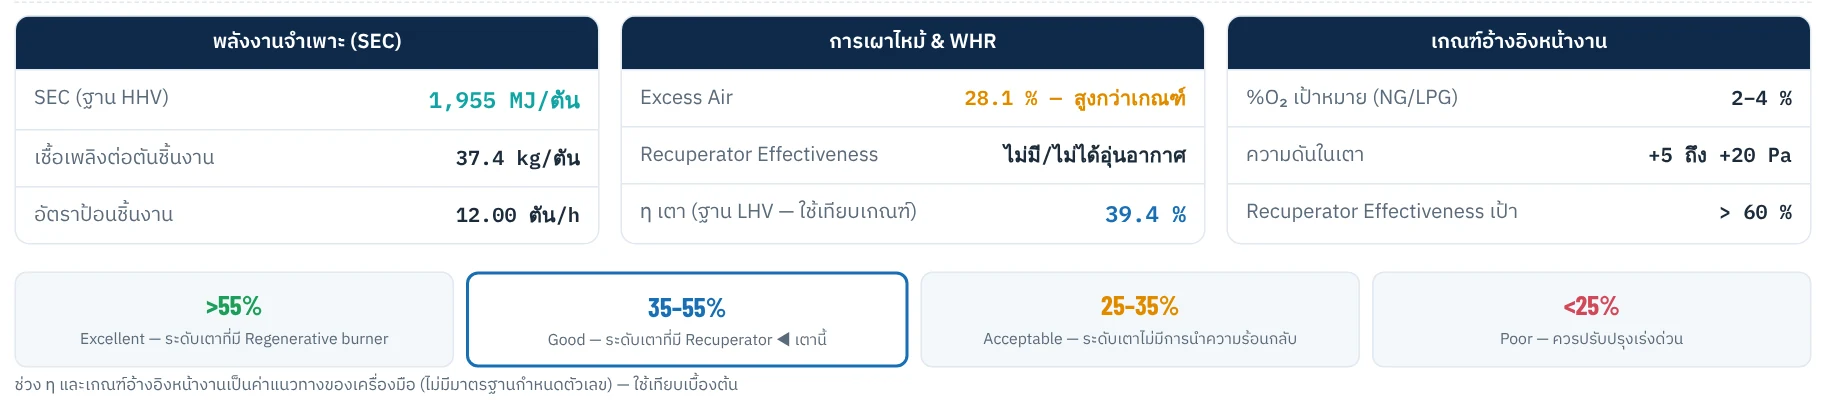 พลังงานจำเพาะ (SEC)
SEC (ฐาน HHV) 1,955 MJ/ตัน
เชื้อเพลิงต่อตันชิ้นงาน 37.4 kg/ตัน
อัตราป้อนชิ้นงาน 12.00 ตัน/h
การเผาไหม้ & WHR
Excess Air 28.1 % — สูงกว่าเกณฑ์
Recuperator Effectiveness ไม่มี/ไม่ได้อุ่นอากาศ
η เตา (ฐาน LHV — ใช้เทียบเกณฑ์) 39.4 %
เกณฑ์อ้างอิงหน้างาน
%O₂ เป้าหมาย (NG/LPG) 2–4 %
ความดันในเตา +5 ถึง +20 Pa
Recuperator Effectiveness เป้า > 60 %
>55%
Excellent — ระดับเตาที่มี Regenerative burner
35–55%
Good — ระดับเตาที่มี Recuperator ◀ เตานี้
25–35%
Acceptable — ระดับเตาไม่มีการนำความร้อนกลับ
<25%
Poor — ควรปรับปรุงเร่งด่วน
ช่วง η และเกณฑ์อ้างอิงหน้างานเป็นค่าแนวทางของเครื่องมือ (ไม่มีมาตรฐานกำหนดตัวเลข) — ใช้เทียบเบื้องต้น